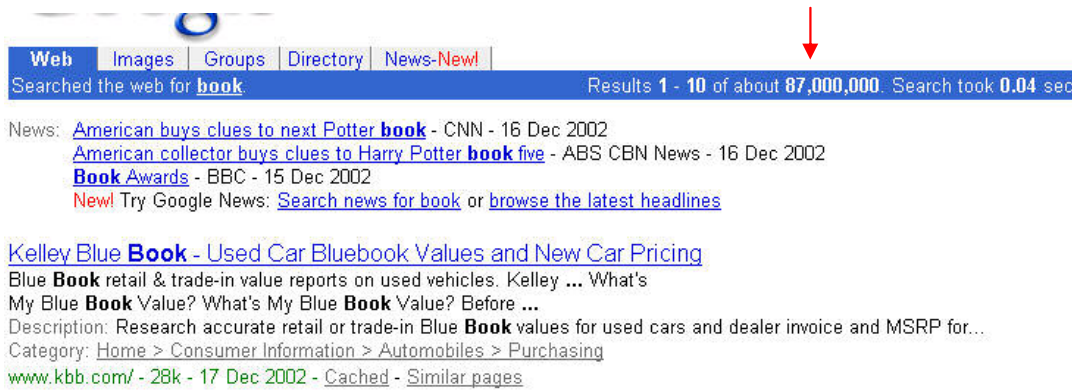 Web Images Groups Directory News-New!
Searched the web for book. Results 1 - 10 of about 87,000,000. Search took 0.04 sec
News: American buys clues to next Potter book - CNN - 16 Dec 2002
American collector buys clues to Harry Potter book five - ABS CBN News - 16 Dec 2002
Book Awards - BBC - 15 Dec 2002
New! Try Google News: Search news for book or browse the latest headlines
Kelley Blue Book - Used Car Bluebook Values and New Car Pricing
Blue Book retail & trade-in value reports on used vehicles. Kelley ... What's
My Blue Book Value? What's My Blue Book Value? Before ...
Description: Research accurate retail or trade-in Blue Book values for used cars and dealer invoice and MSRP for...
Category: Home > Consumer Information > Automobiles > Purchasing
www.kbb.com/ - 28k - 17 Dec 2002 - Cached - Similar pages